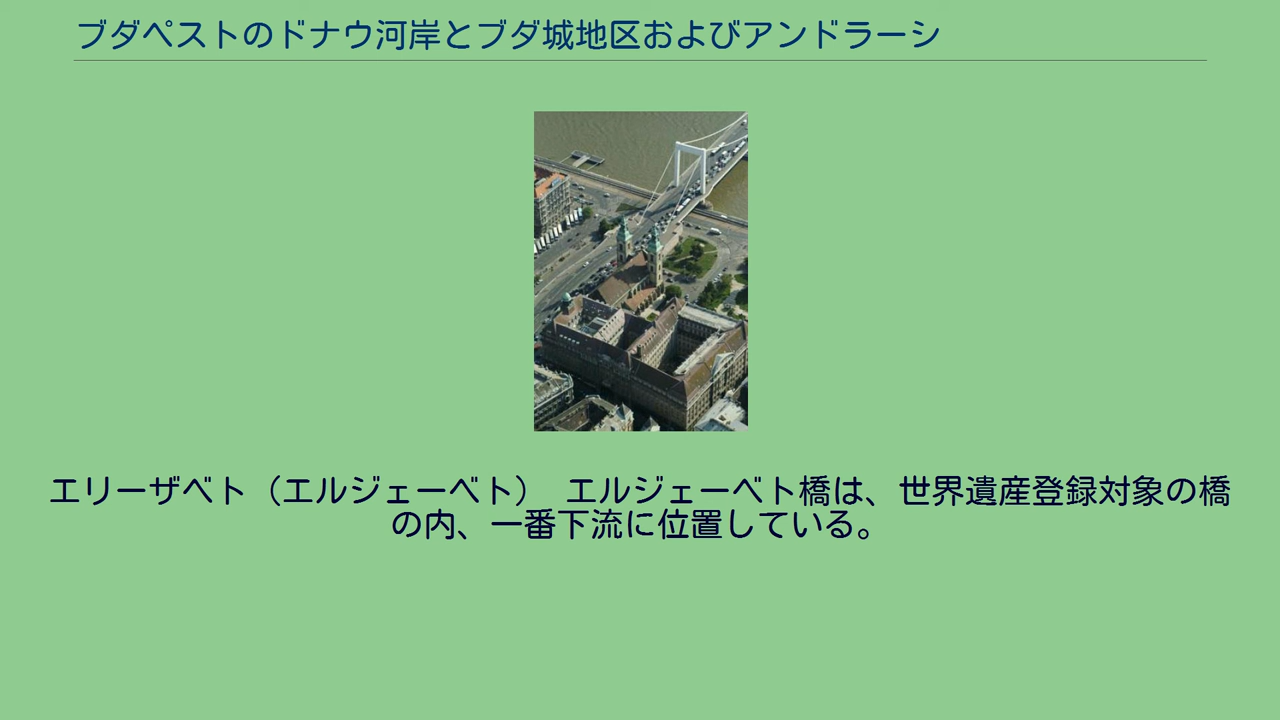 ブダペストのドナウ河岸とブダ城地区およびアンドラーシ
エリーザベト（エルジェーベト）　エルジェーベト橋は、世界遺産登録対象の橋
の内、一番下流に位置している。